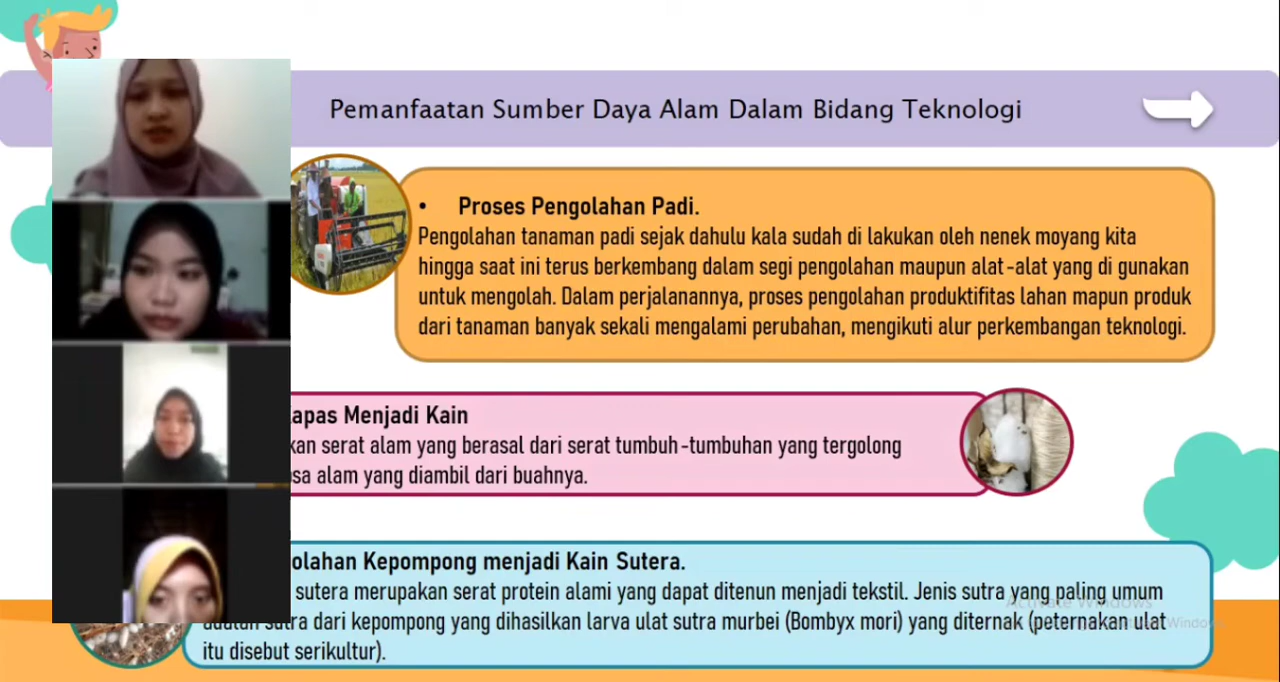 Pemanfaatan Sumber Daya Alam Dalam Bidang Teknologi
• Proses Pengolahan Padi.
Pengolahan tanaman padi sejak dahulu kala sudah di lakukan oleh nenek moyang kita
hingga saat ini terus berkembang dalam segi pengolahan maupun alat-alat yang di gunakan
untuk mengolah. Dalam perjalanannya, proses pengolahan produktifitas lahan mapun produk
dari tanaman banyak sekali mengalami perubahan, mengikuti alur perkembangan teknologi.
apas Menjadi Kain
kan serat alam yang berasal dari serat tumbuh-tumbuhan yang tergolong
sa alam yang diambil dari buahnya.
olahan Kepompong menjadi Kain Sutera.
sutera merupakan serat protein alami yang dapat ditenun menjadi tekstil. Jenis sutra yang paling umum
adalah sutra dari kepompong yang dihasilkan larva ulat sutra murbei (Bombyx mori) yang diternak (peternakan ulat
itu disebut serikultur).
Activate Windows